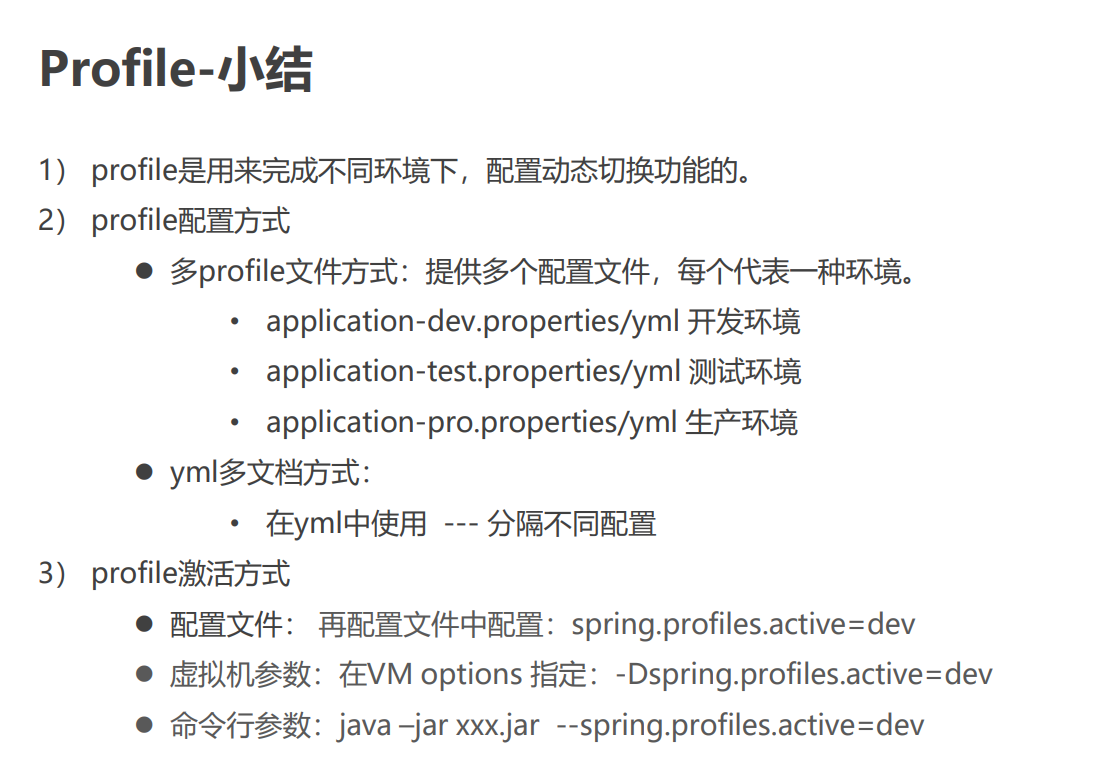 Profile-小结
1） profile是用来完成不同环境下，配置动态切换功能的。
2） profile配置方式
● 多profile文件方式：提供多个配置文件，每个代表一种环境。
• application-dev.properties/yml 开发环境
• application-test.properties/yml 测试环境
• application-pro.properties/yml 生产环境
● yml多文档方式：
• 在yml中使用 --- 分隔不同配置
3） profile激活方式
● 配置文件： 再配置文件中配置：spring.profiles.active=dev
● 虚拟机参数：在VM options 指定：-Dspring.profiles.active=dev
● 命令行参数：java –jar xxx.jar --spring.profiles.active=dev